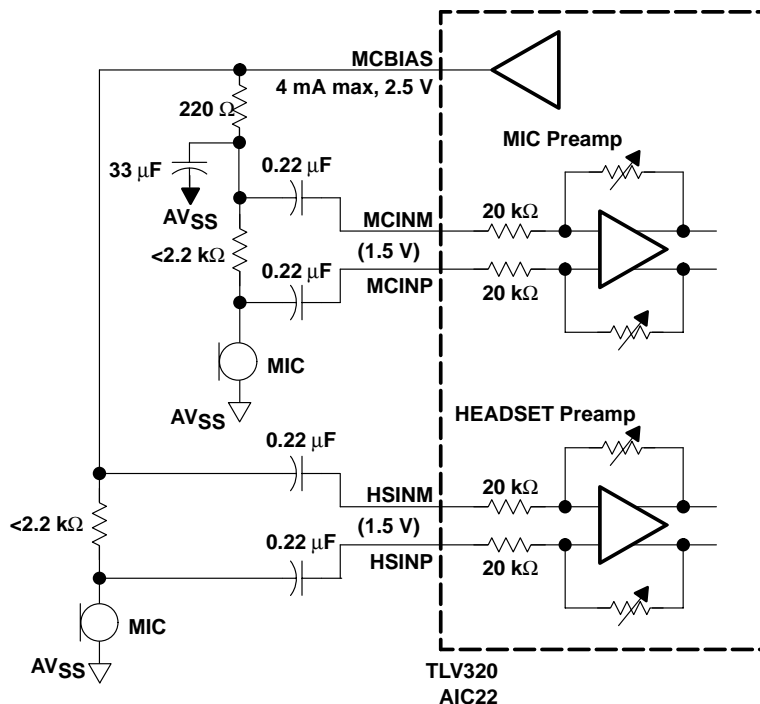 MCBIAS
4 mA max, 2.5 V
220 Ω
MIC Preamp
33 μF
0.22 μF
AVSS
MCINM
20 kΩ
<2.2 kΩ
(1.5 V)
0.22 μF
MCINP
20 kΩ
MIC
AVSS
HEADSET Preamp
0.22 μF
HSINM
20 kΩ
<2.2 kΩ
(1.5 V)
0.22 μF
HSINP
20 kΩ
MIC
AVSS
TLV320
AIC22